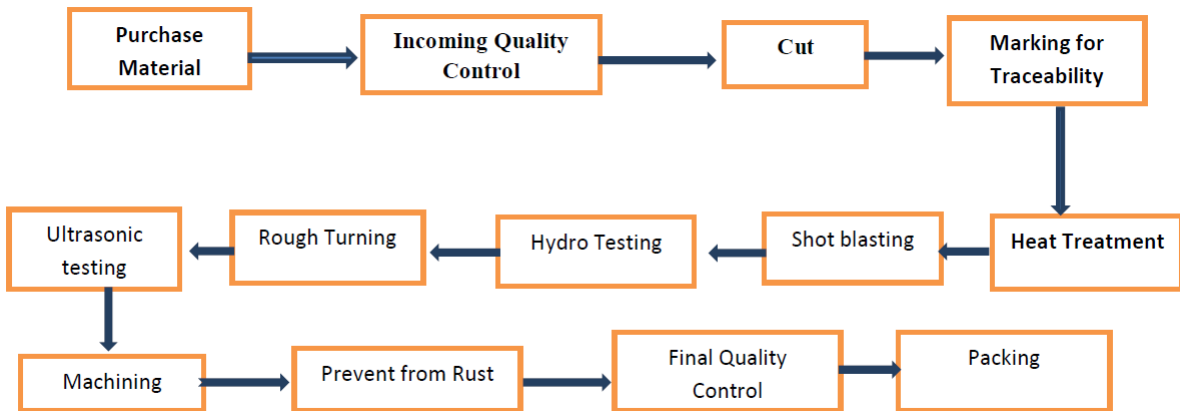 Purchase
Material
Incoming Quality
Control
Cut
Marking for
Traceability
Heat Treatment
Shot blasting
Hydro Testing
Rough Turning
Ultrasonic
testing
Machining
Prevent from Rust
Final Quality
Control
Packing